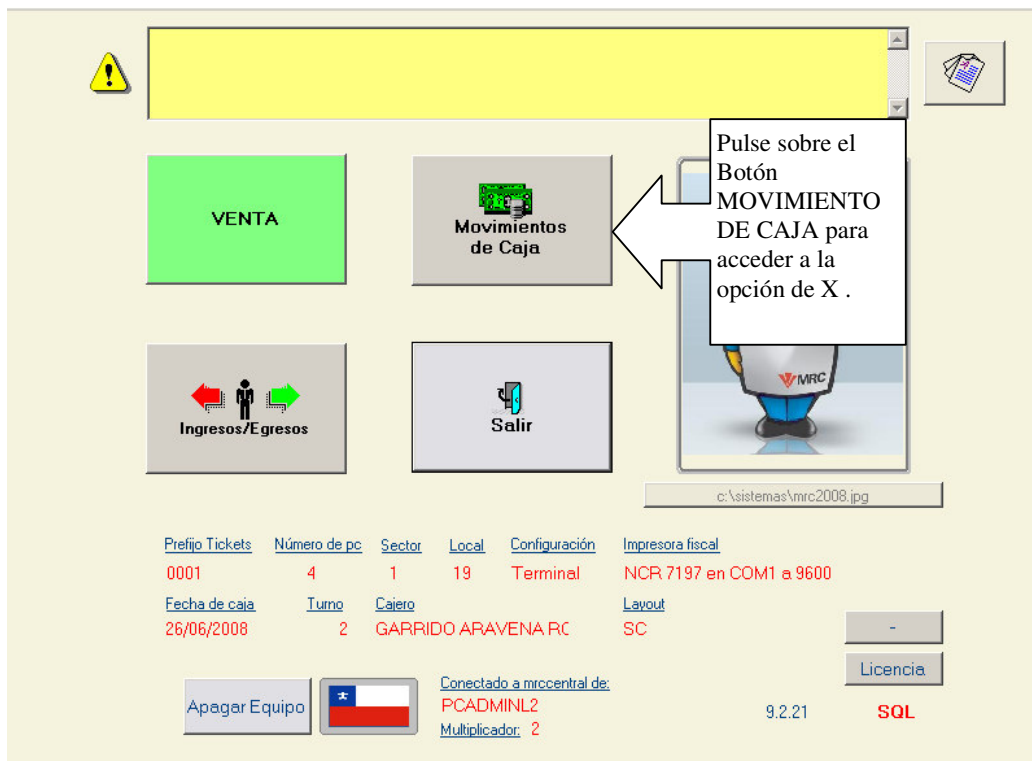 Pulse sobre el
Botón
MOVIMIENTO
DE CAJA para
acceder a la
opción de X .
VENTA
Movimientos
de Caja
Ingresos/Egresos
Salir
MRC
c:\sistemas\mrc2008.jpg
Prefijo Tickets Número de pc Sector Local Configuración Impresora fiscal
0001 4 1 19 Terminal NCR 7197 en COM1 a 9600
Fecha de caja Turno Cajero Layout
26/06/2008 2 GARRIDO ARAVENA RC SC
-
Licencia
Apagar Equipo
Conectado a mrccentral de:
PCADMINL2
Multiplicador: 2
9.2.21 SQL